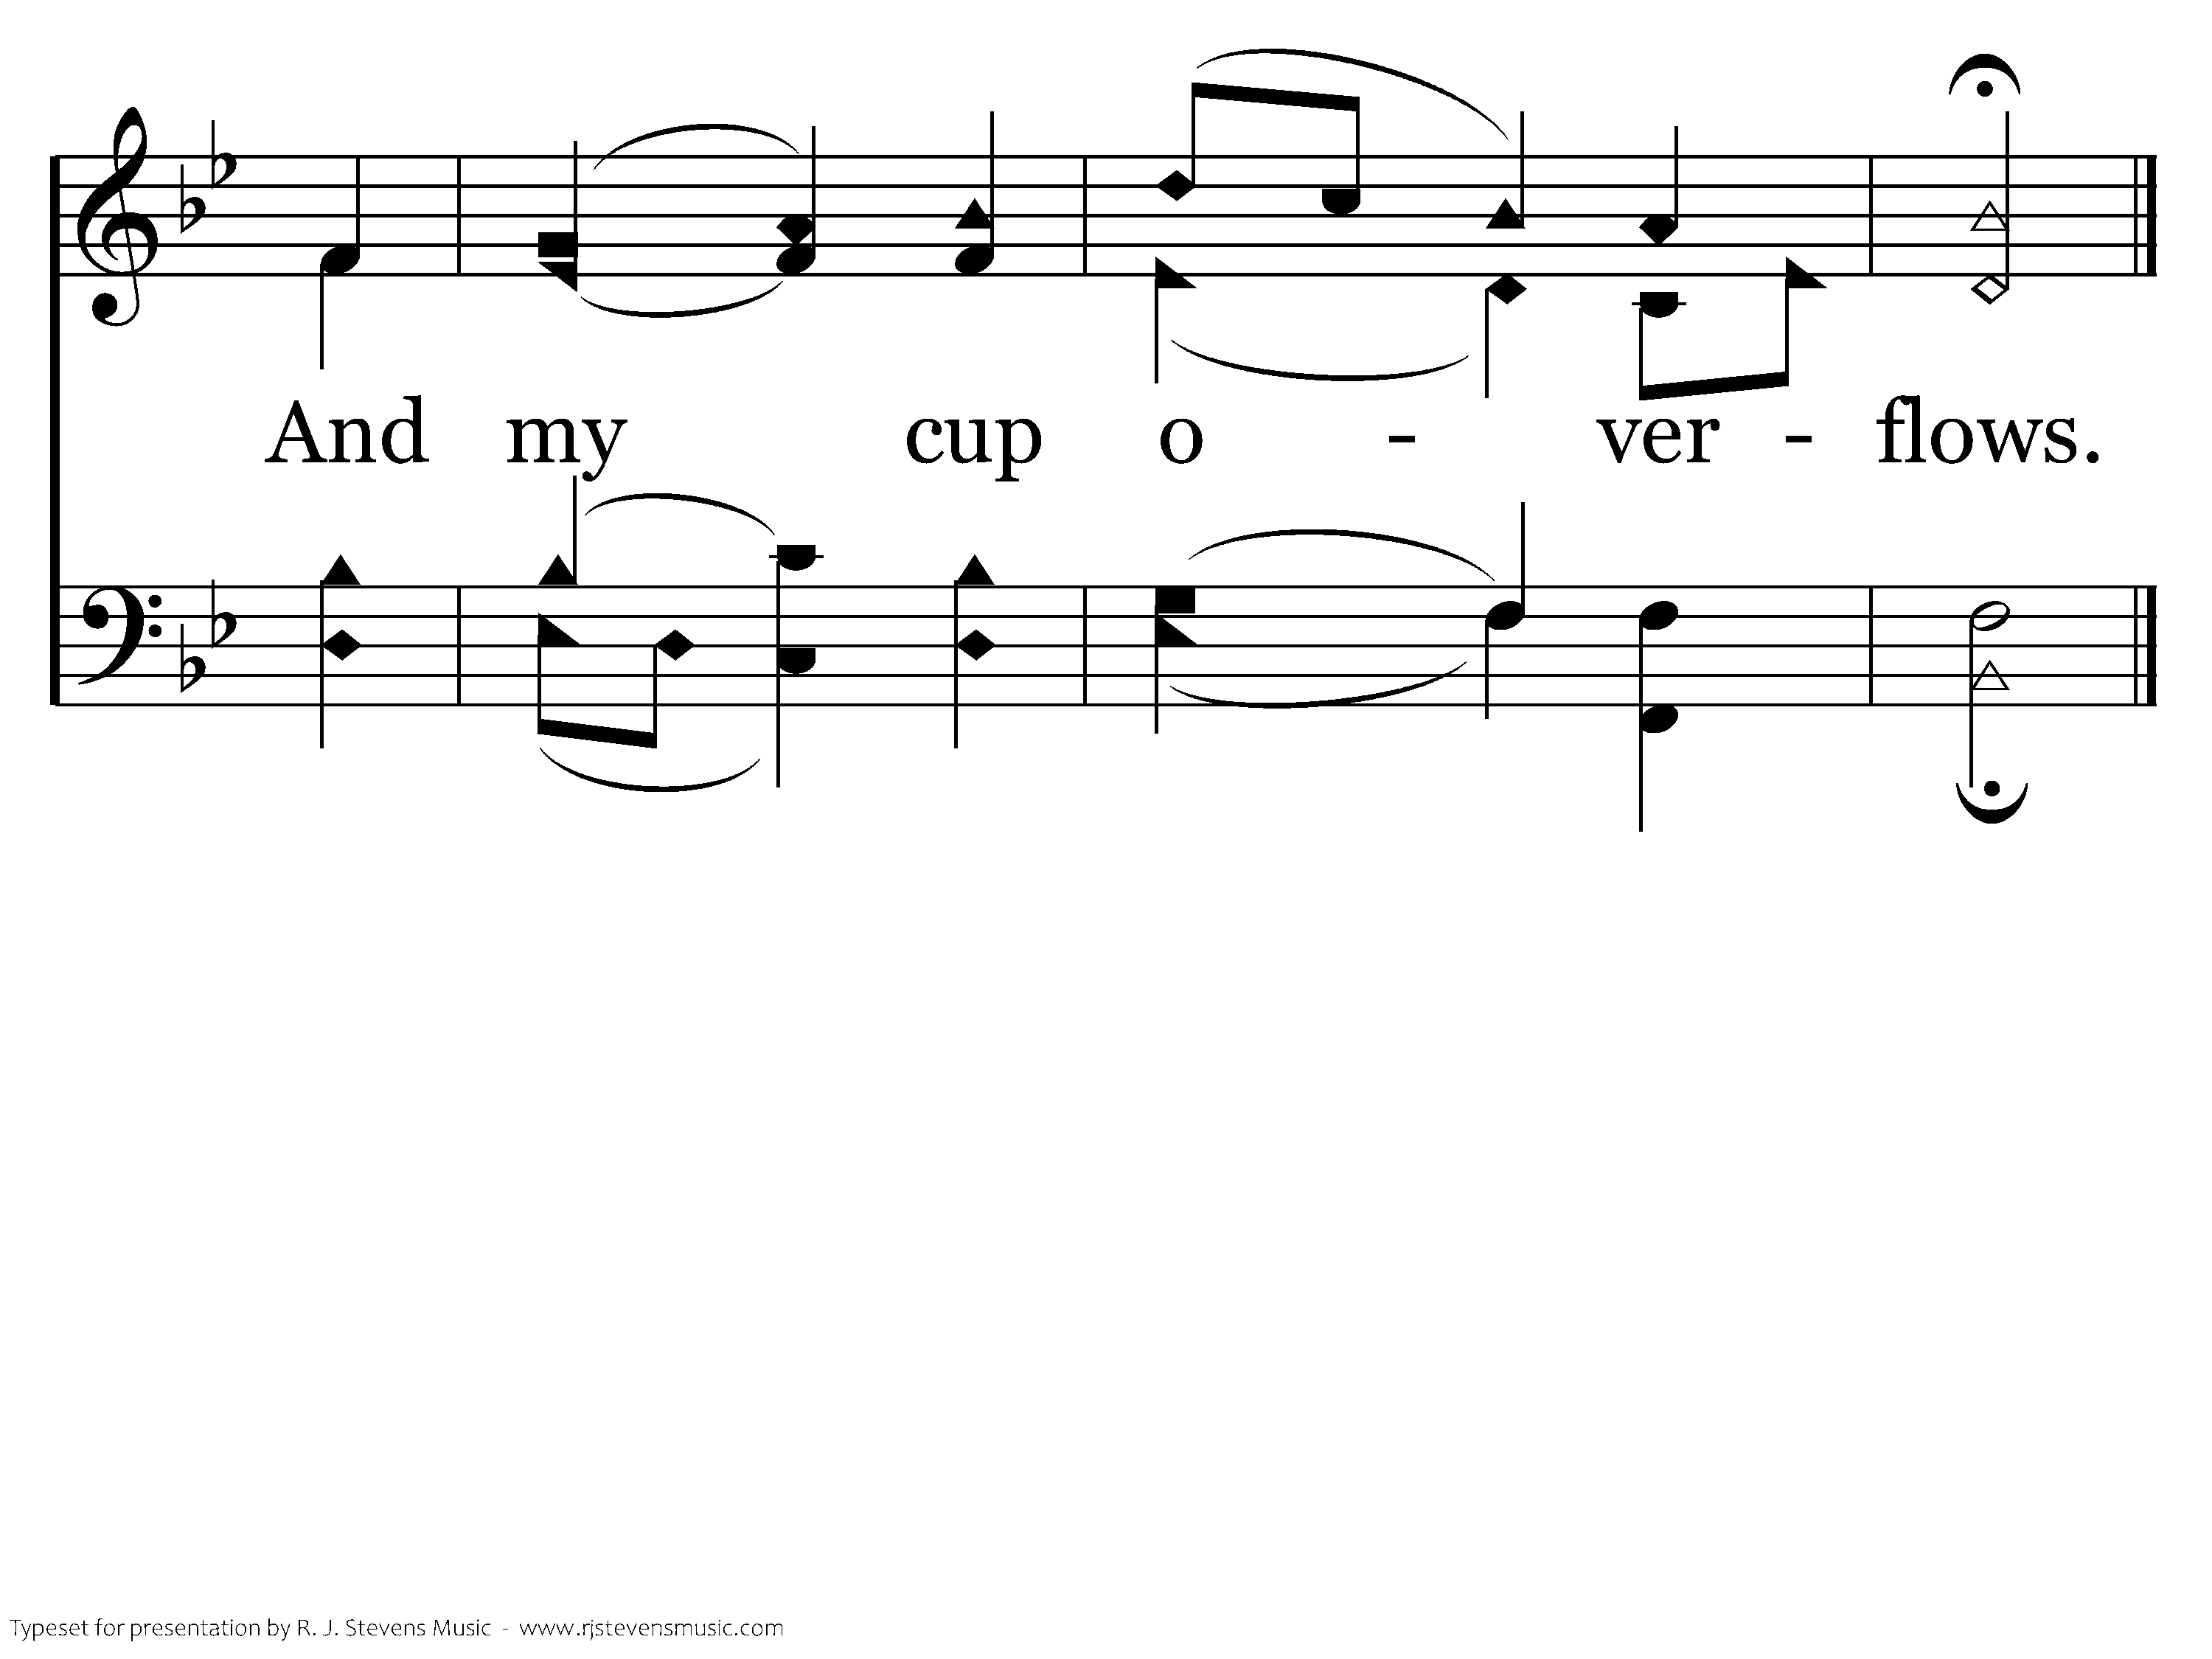 And my cup o - ver - flows.
Typeset for presentation by R. J. Stevens Music - www.rjstevensmusic.com